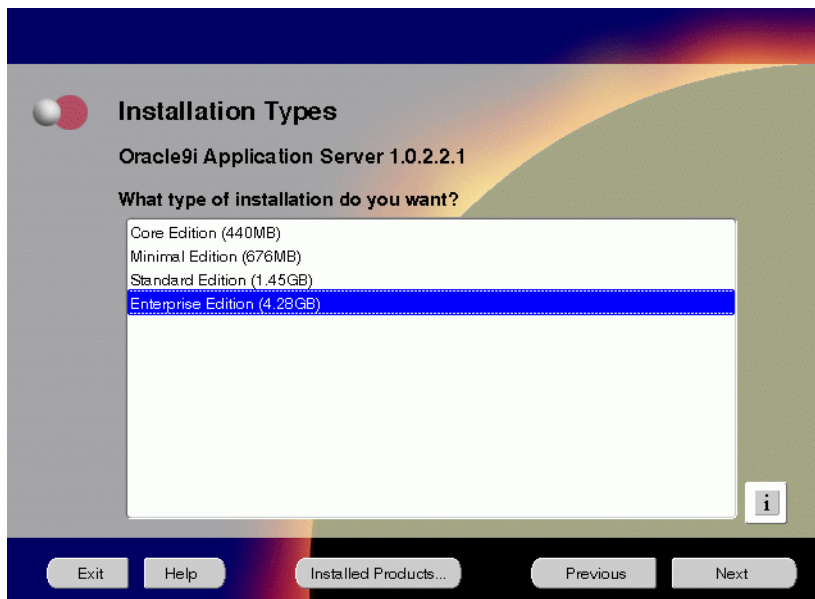 Installation Types
Oracle9i Application Server 1.0.2.2.1
What type of installation do you want?
Core Edition (440MB)
Minimal Edition (676MB)
Standard Edition (1.45GB)
Enterprise Edition (4.28GB)
i
Exit
Help
Installed Products...
Previous
Next